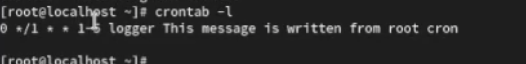 [root@localhost ~]# crontab -l
0 */1 * * 1-5 logger This message is written from root cron
[root@localhost ~]#